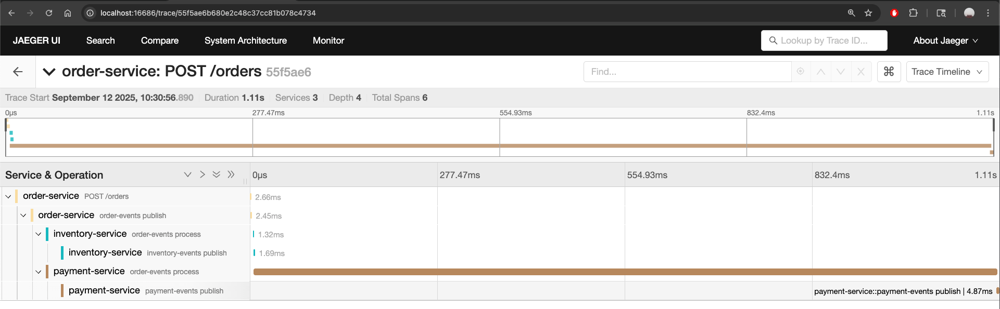 localhost:16686/trace/55f5ae6b680e2c48c37cc81b078c4734
JAEGER UI Search Compare System Architecture Monitor Lookup by Trace ID... About Jaeger
order-service: POST /orders 55f5ae6 Find... Trace Timeline
Trace Start September 12 2025, 10:30:56.890 Duration 1.11s Services 3 Depth 4 Total Spans 6
0μs 277.47ms 554.93ms 832.4ms 1.11s
Service & Operation 0μs 277.47ms 554.93ms 832.4ms 1.11s
order-service POST /orders 2.66ms
order-service order-events publish 2.45ms
inventory-service order-events process 1.32ms
inventory-service inventory-events publish 1.69ms
payment-service order-events process
payment-service payment-events publish payment-service::payment-events publish | 4.87ms